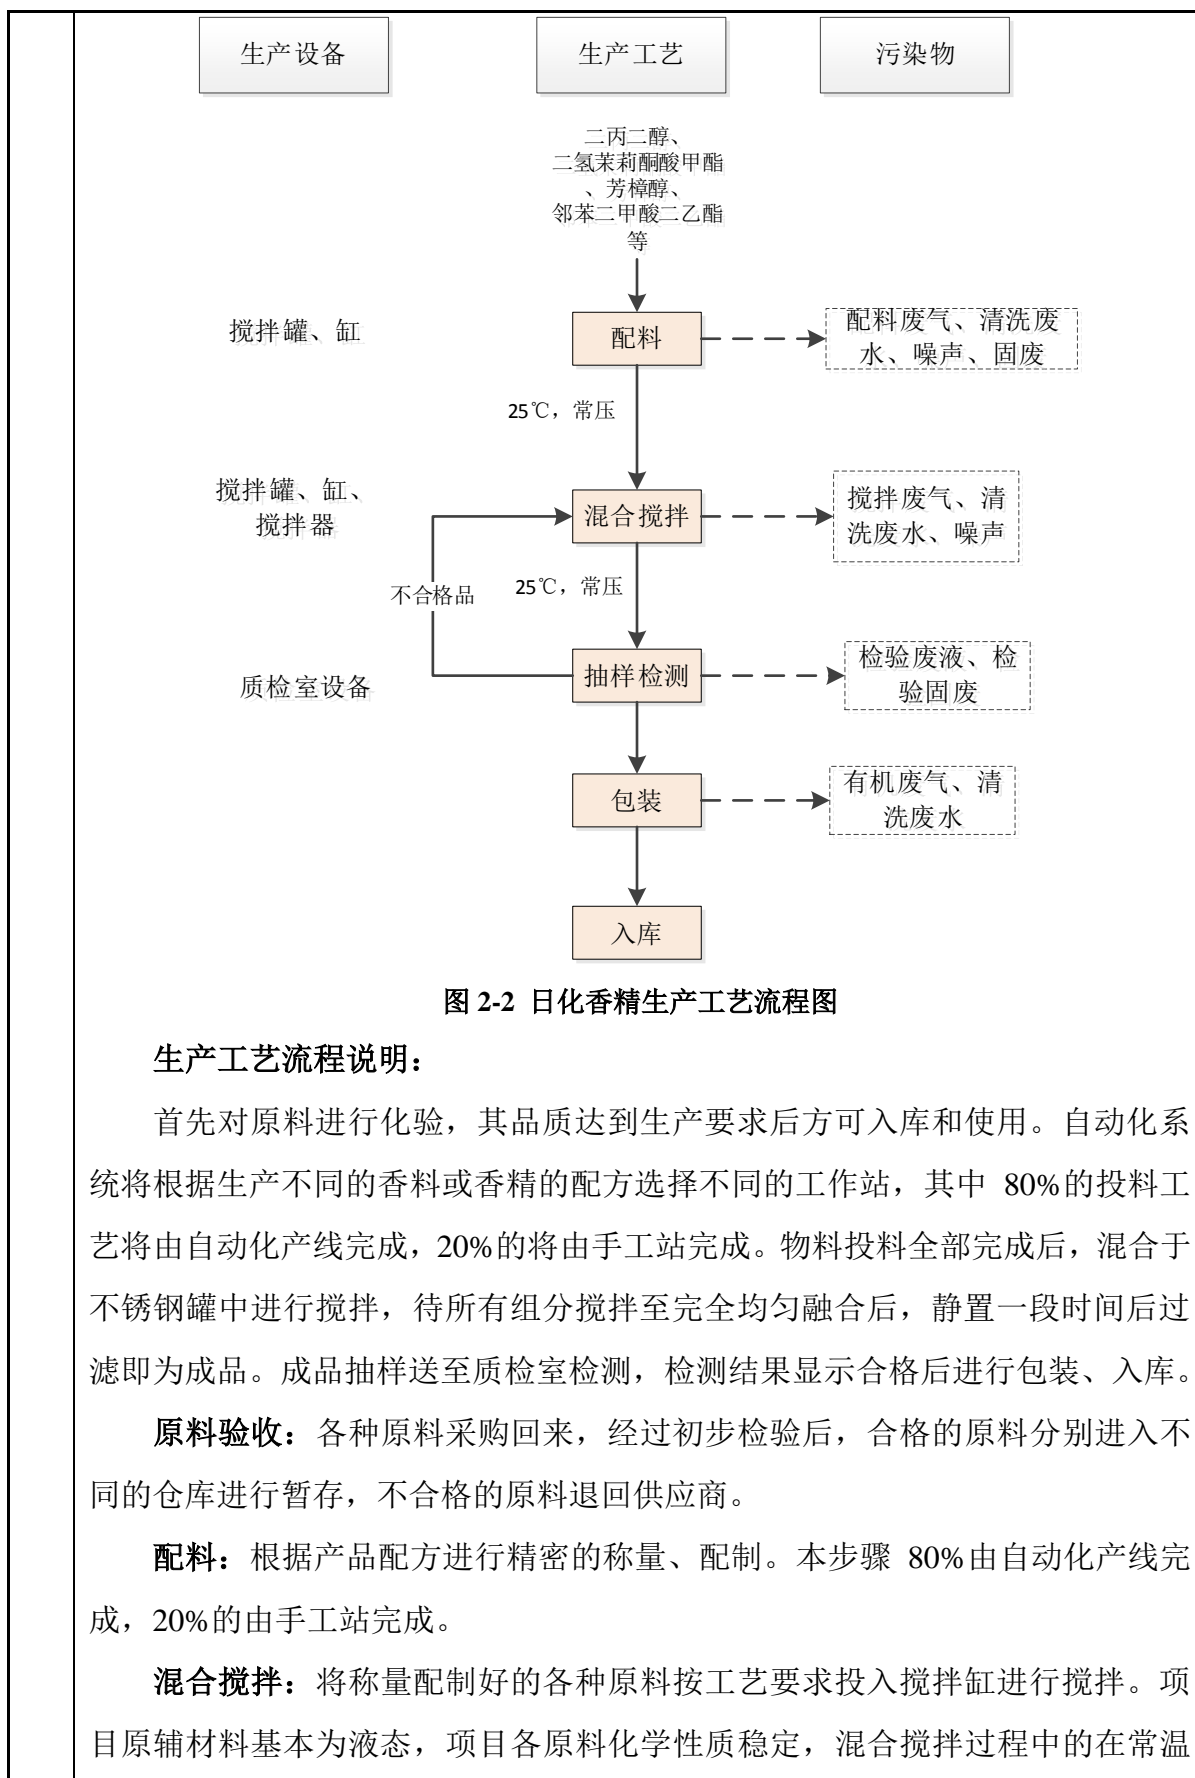 生产设备
生产工艺
污染物
二丙二醇、
二氢茉莉酮酸甲酯
、芳樟醇、
邻苯二甲酸二乙酯
等
搅拌罐、缸
配料
配料废气、清洗废
水、噪声、固废
25℃，常压
搅拌罐、缸、
搅拌器
混合搅拌
搅拌废气、清
洗废水、噪声
不合格品
25℃，常压
质检室设备
抽样检测
检验废液、检
验固废
包装
有机废气、清
洗废水
入库
图 2-2 日化香精生产工艺流程图
生产工艺流程说明：
首先对原料进行化验，其品质达到生产要求后方可入库和使用。自动化系
统将根据生产不同的香料或香精的配方选择不同的工作站，其中 80%的投料工
艺将由自动化产线完成，20%的将由手工站完成。物料投料全部完成后，混合于
不锈钢罐中进行搅拌，待所有组分搅拌至完全均匀融合后，静置一段时间后过
滤即为成品。成品抽样送至质检室检测，检测结果显示合格后进行包装、入库。
原料验收：各种原料采购回来，经过初步检验后，合格的原料分别进入不
同的仓库进行暂存，不合格的原料退回供应商。
配料：根据产品配方进行精密的称量、配制。本步骤 80%由自动化产线完
成，20%的由手工站完成。
混合搅拌：将称量配制好的各种原料按工艺要求投入搅拌缸进行搅拌。项
目原辅材料基本为液态，项目各原料化学性质稳定，混合搅拌过程中的在常温